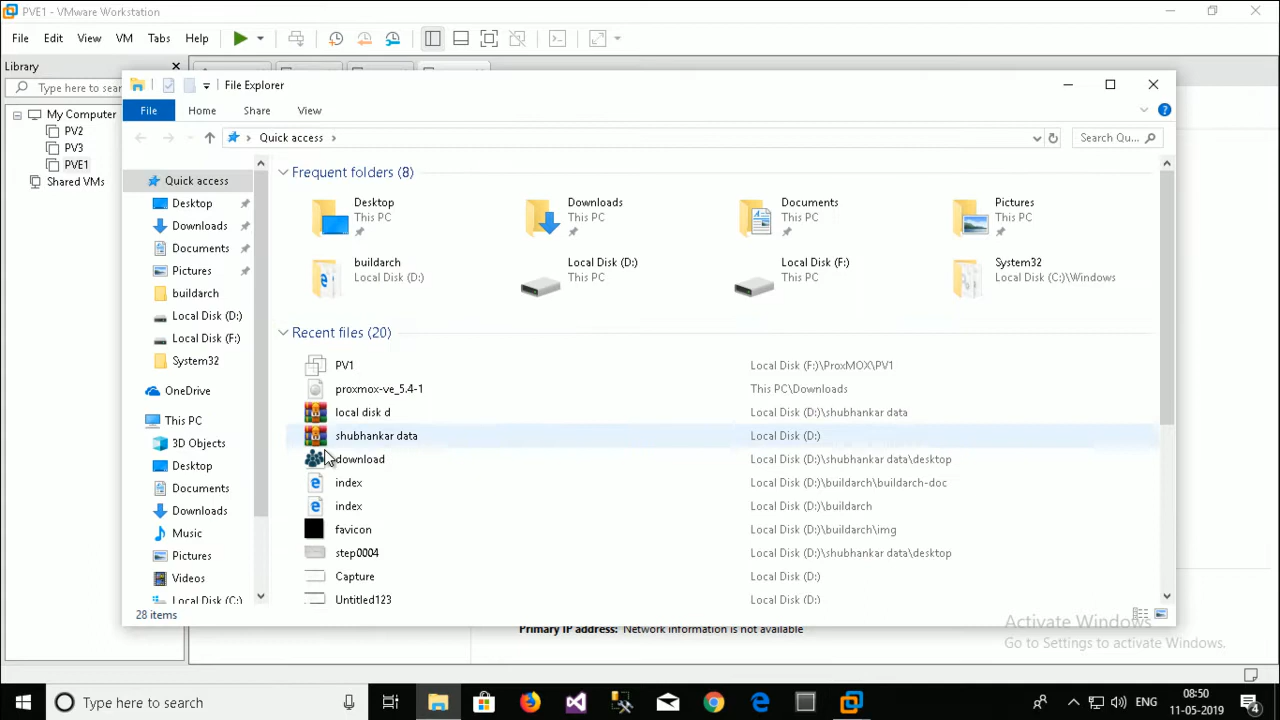 PVE1 - VMware Workstation
File Edit View VM Tabs Help
Library
Type here to sear
My Computer
PV2
PV3
PVE1
Shared VMs
File Explorer
File Home Share View
Quick access
Search Qu...
Quick access
Desktop
Downloads
Documents
Pictures
buildarch
Local Disk (D:)
Local Disk (F:)
System32
OneDrive
This PC
3D Objects
Desktop
Documents
Downloads
Music
Pictures
Videos
Local Disk (C:)
Frequent folders (8)
Desktop
This PC
Downloads
This PC
Documents
This PC
Pictures
This PC
buildarch
Local Disk (D:)
Local Disk (D:)
This PC
Local Disk (F:)
This PC
System32
Local Disk (C:)\Windows
Recent files (20)
PV1 Local Disk (F:)\ProxMOX\PV1
proxmox-ve_5.4-1 This PC\Downloads
local disk d Local Disk (D:)\shubhankar data
shubhankar data Local Disk (D:)
download Local Disk (D:)\shubhankar data\desktop
index Local Disk (D:)\buildarch\buildarch-doc
index Local Disk (D:)\buildarch
favicon Local Disk (D:)\buildarch\img
step0004 Local Disk (D:)\shubhankar data\desktop
Capture Local Disk (D:)
Untitled123 Local Disk (D:)
28 items
Primary IP address: Network information is not available
Activate Windows
Go to Settings to activate Windows.
Type here to search
ENG
08:50
11-05-2019
4